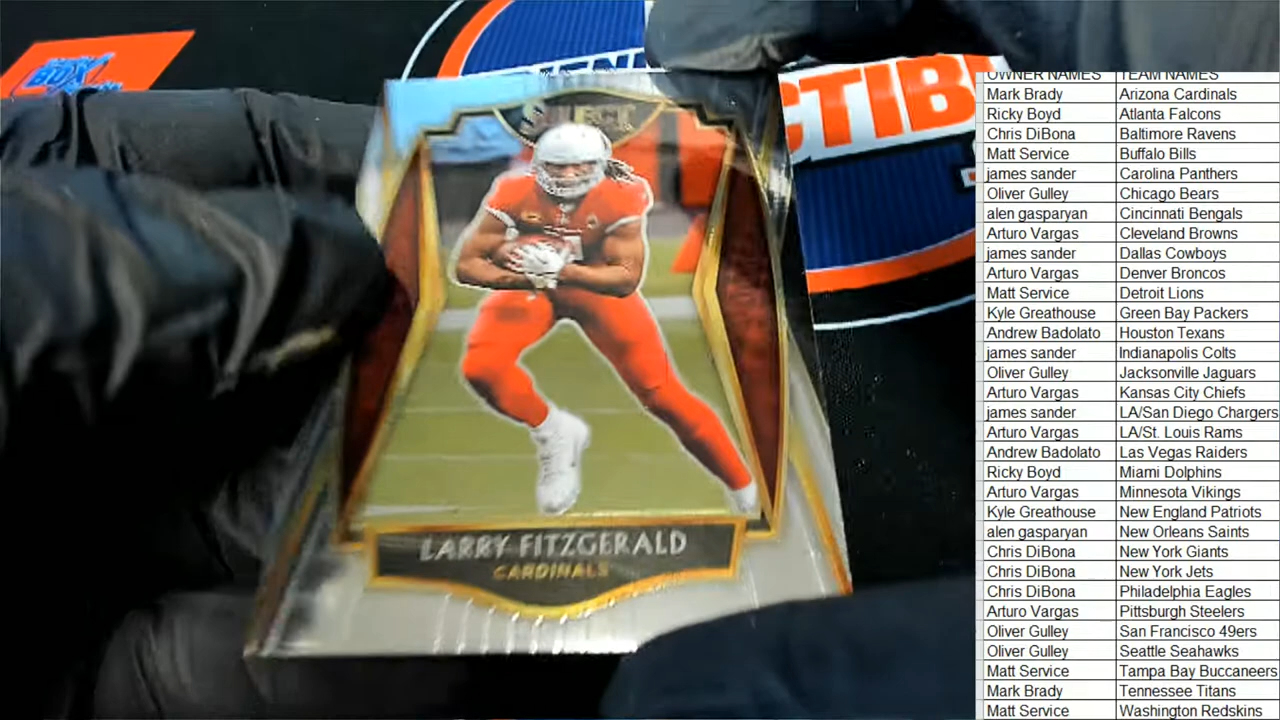 BOX
CTIBL
SELECT
LARRY FITZGERALD
CARDINALS
OWNER NAMES TEAM NAMES
Mark Brady Arizona Cardinals
Ricky Boyd Atlanta Falcons
Chris DiBona Baltimore Ravens
Matt Service Buffalo Bills
james sander Carolina Panthers
Oliver Gulley Chicago Bears
alen gasparyan Cincinnati Bengals
Arturo Vargas Cleveland Browns
james sander Dallas Cowboys
Arturo Vargas Denver Broncos
Matt Service Detroit Lions
Kyle Greathouse Green Bay Packers
Andrew Badolato Houston Texans
james sander Indianapolis Colts
Oliver Gulley Jacksonville Jaguars
Arturo Vargas Kansas City Chiefs
james sander LA/San Diego Chargers
Arturo Vargas LA/St. Louis Rams
Andrew Badolato Las Vegas Raiders
Ricky Boyd Miami Dolphins
Arturo Vargas Minnesota Vikings
Kyle Greathouse New England Patriots
alen gasparyan New Orleans Saints
Chris DiBona New York Giants
Chris DiBona New York Jets
Chris DiBona Philadelphia Eagles
Arturo Vargas Pittsburgh Steelers
Oliver Gulley San Francisco 49ers
Oliver Gulley Seattle Seahawks
Matt Service Tampa Bay Buccaneers
Mark Brady Tennessee Titans
Matt Service Washington Redskins